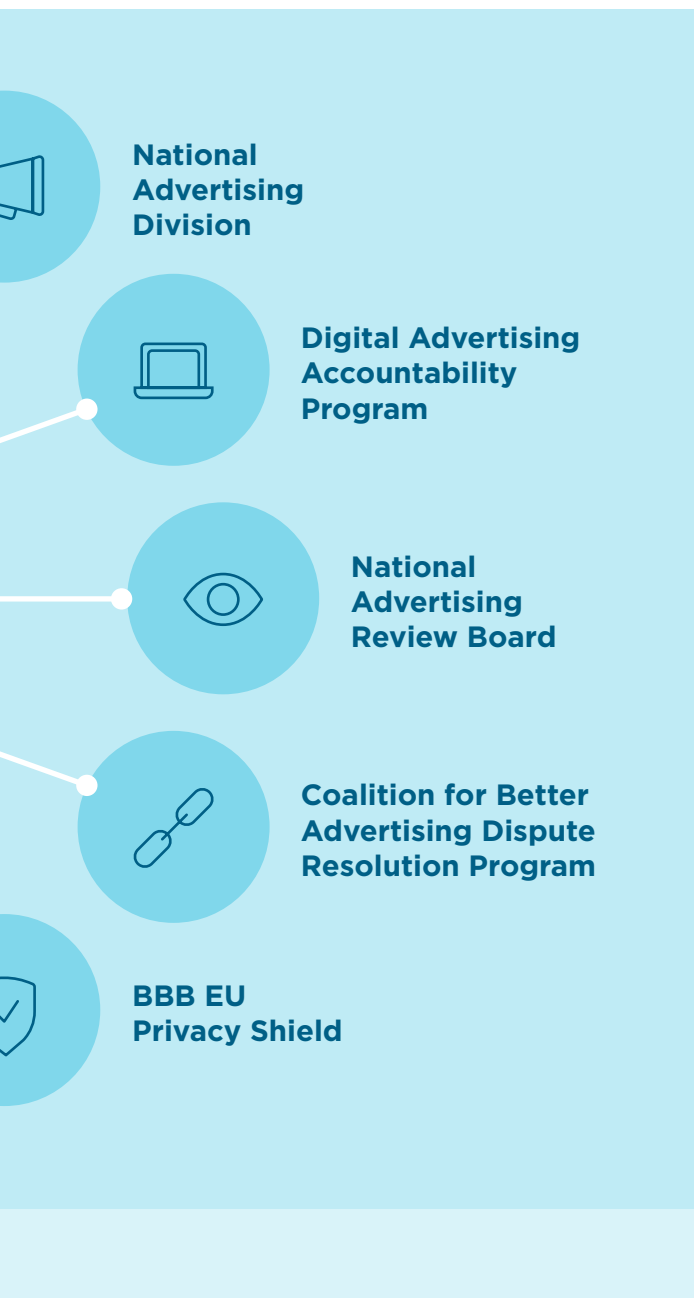 National
Advertising
Division
Digital Advertising
Accountability
Program
National
Advertising
Review Board
Coalition for Better
Advertising Dispute
Resolution Program
BBB EU
Privacy Shield